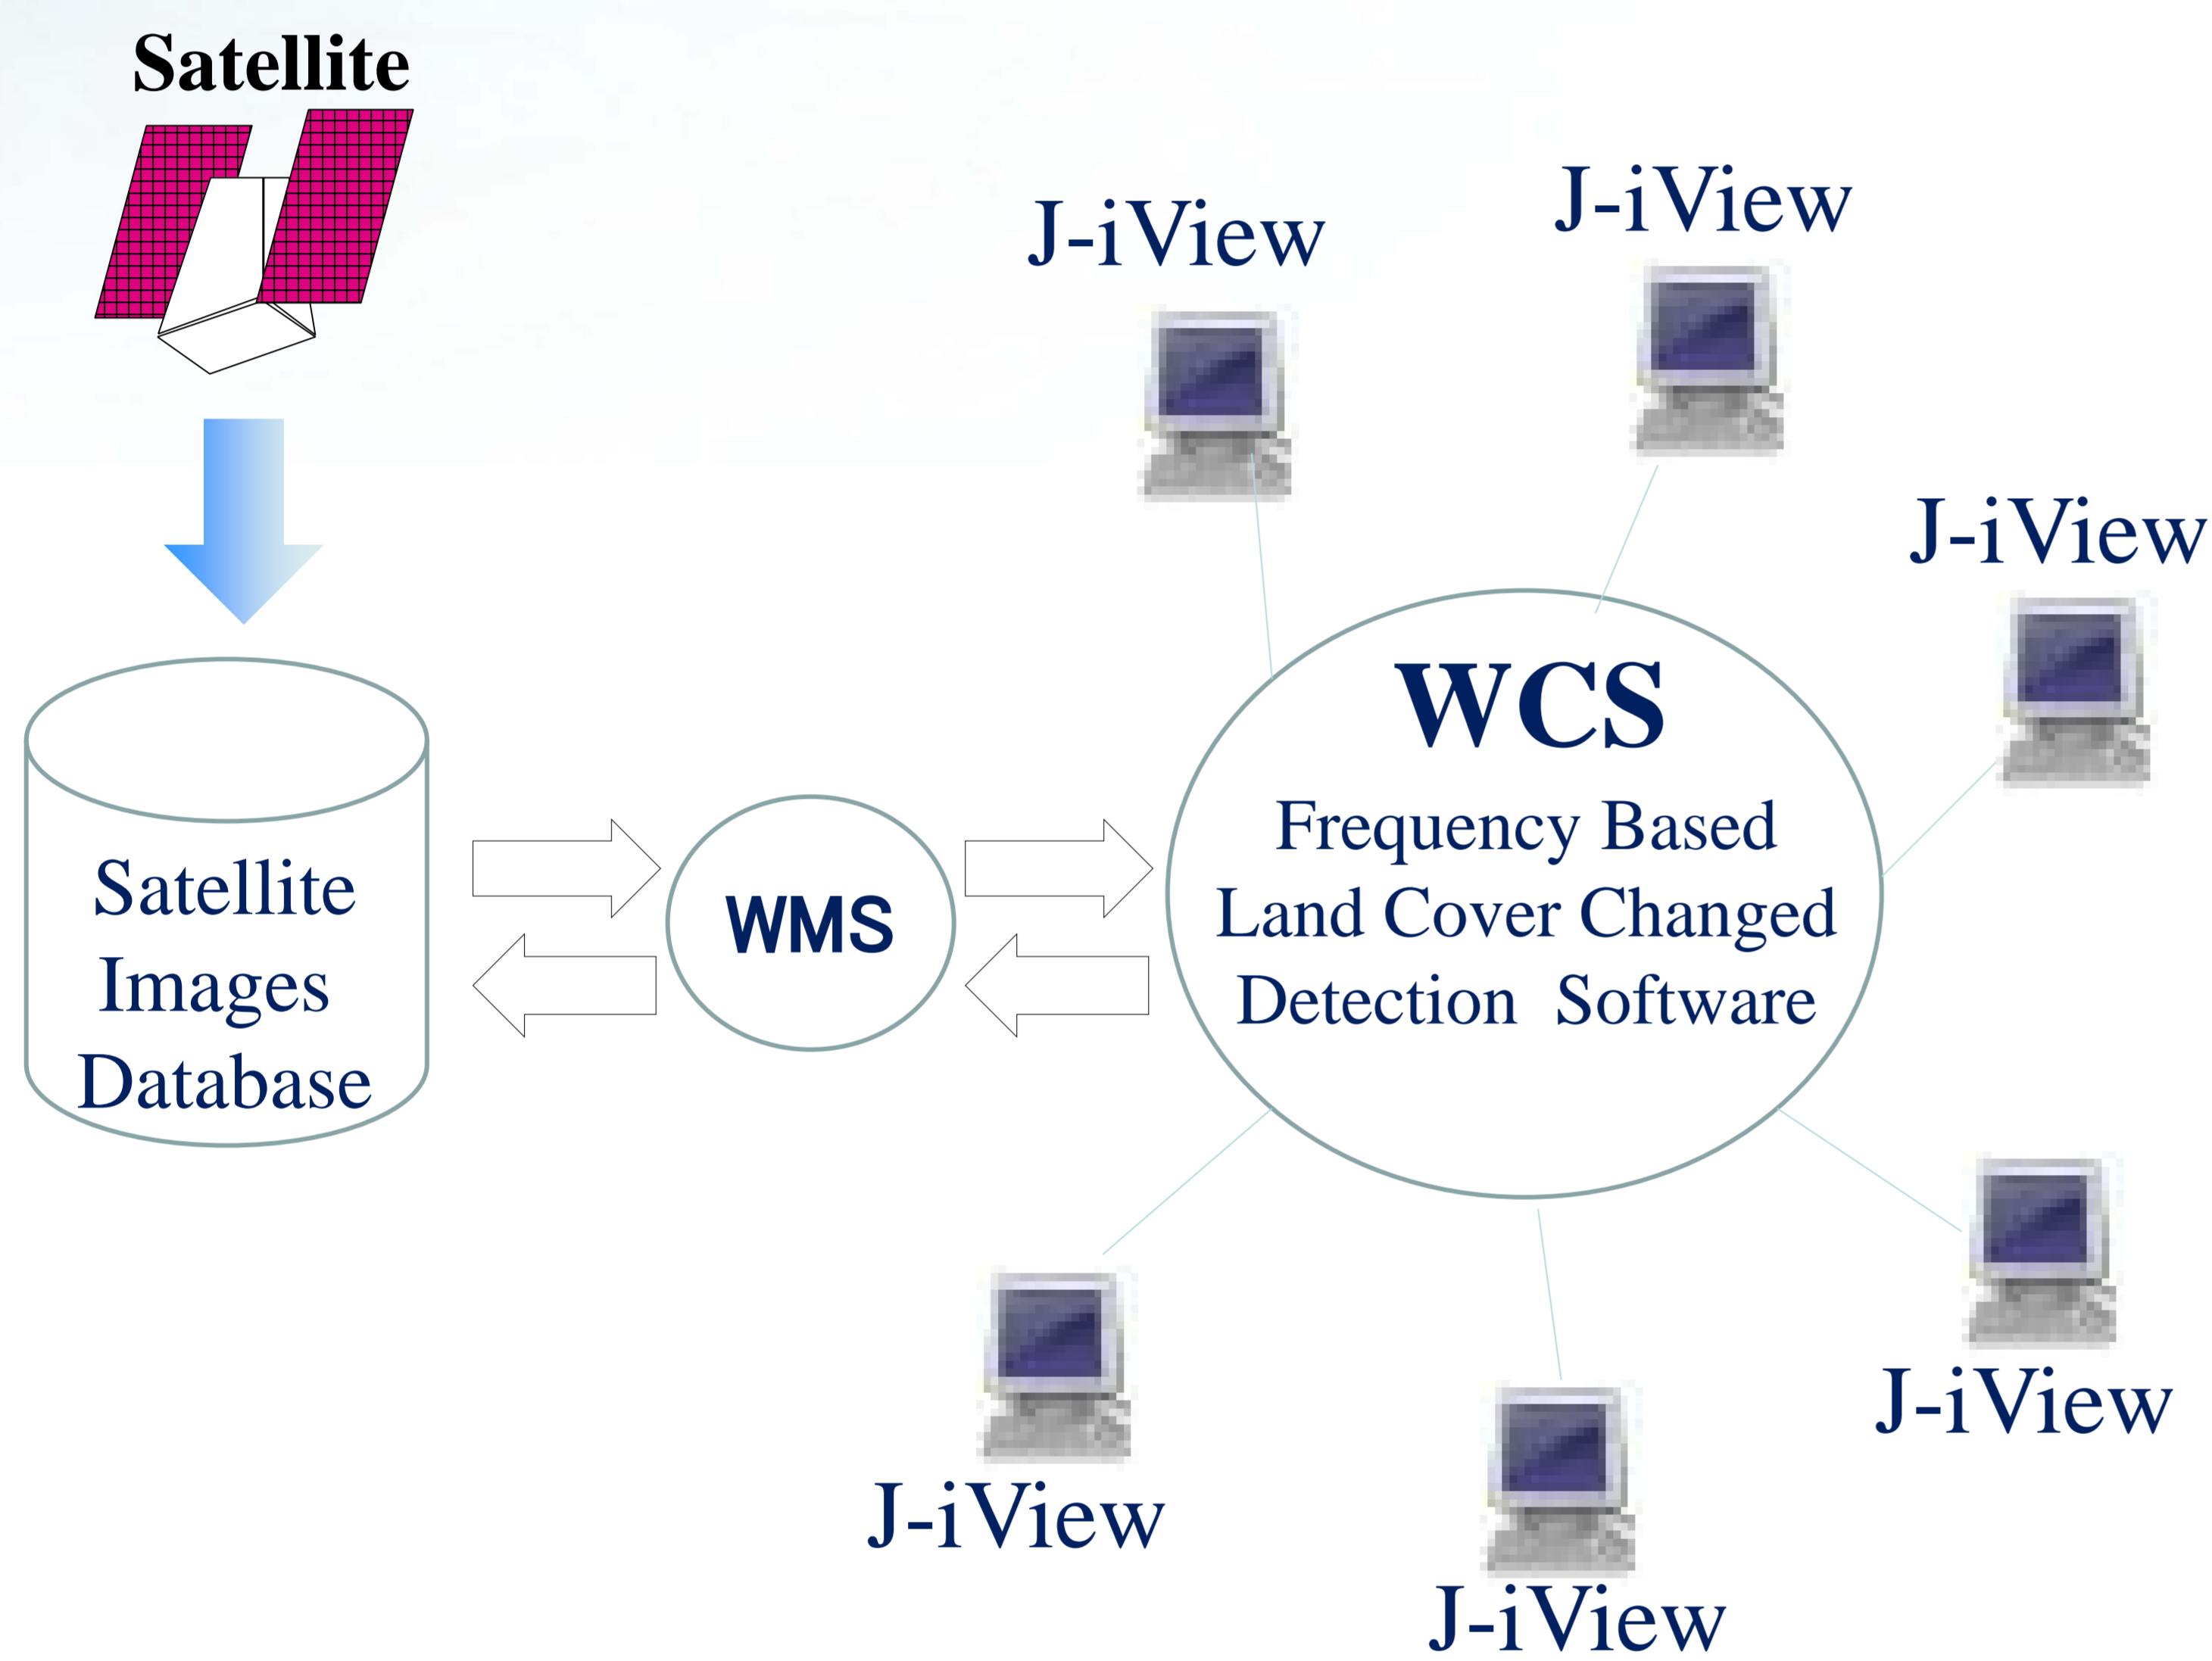 Satellite
J-iView
J-iView
J-iView
WCS
Frequency Based
Land Cover Changed
Detection Software
WMS
Satellite
Images
Database
J-iView
J-iView
J-iView